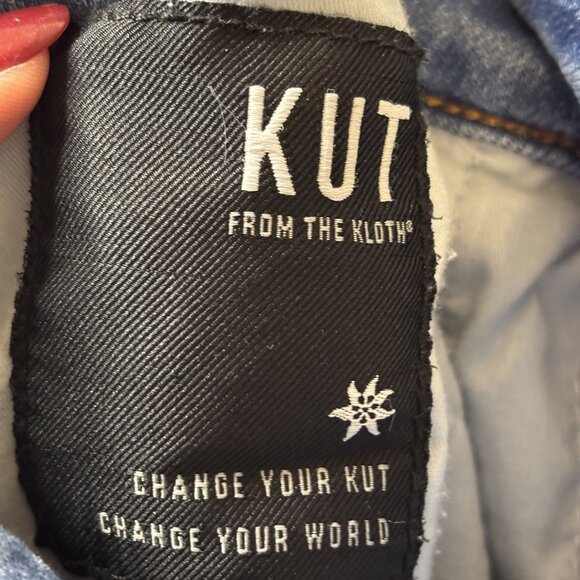 KUT
FROM THE KLOTH®
CHANGE YOUR KUT
CHANGE YOUR WORLD